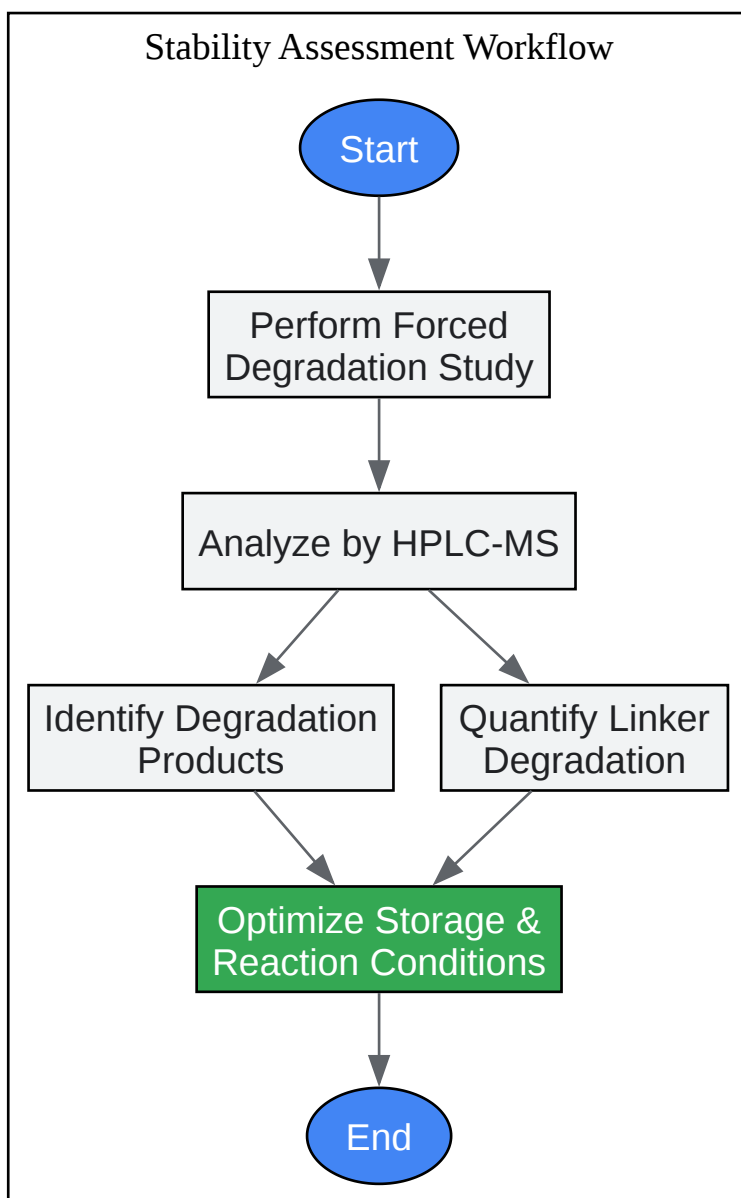 Stability Assessment Workflow
Start
Perform Forced
Degradation Study
Analyze by HPLC-MS
Identify Degradation
Products
Quantify Linker
Degradation
Optimize Storage &
Reaction Conditions
End